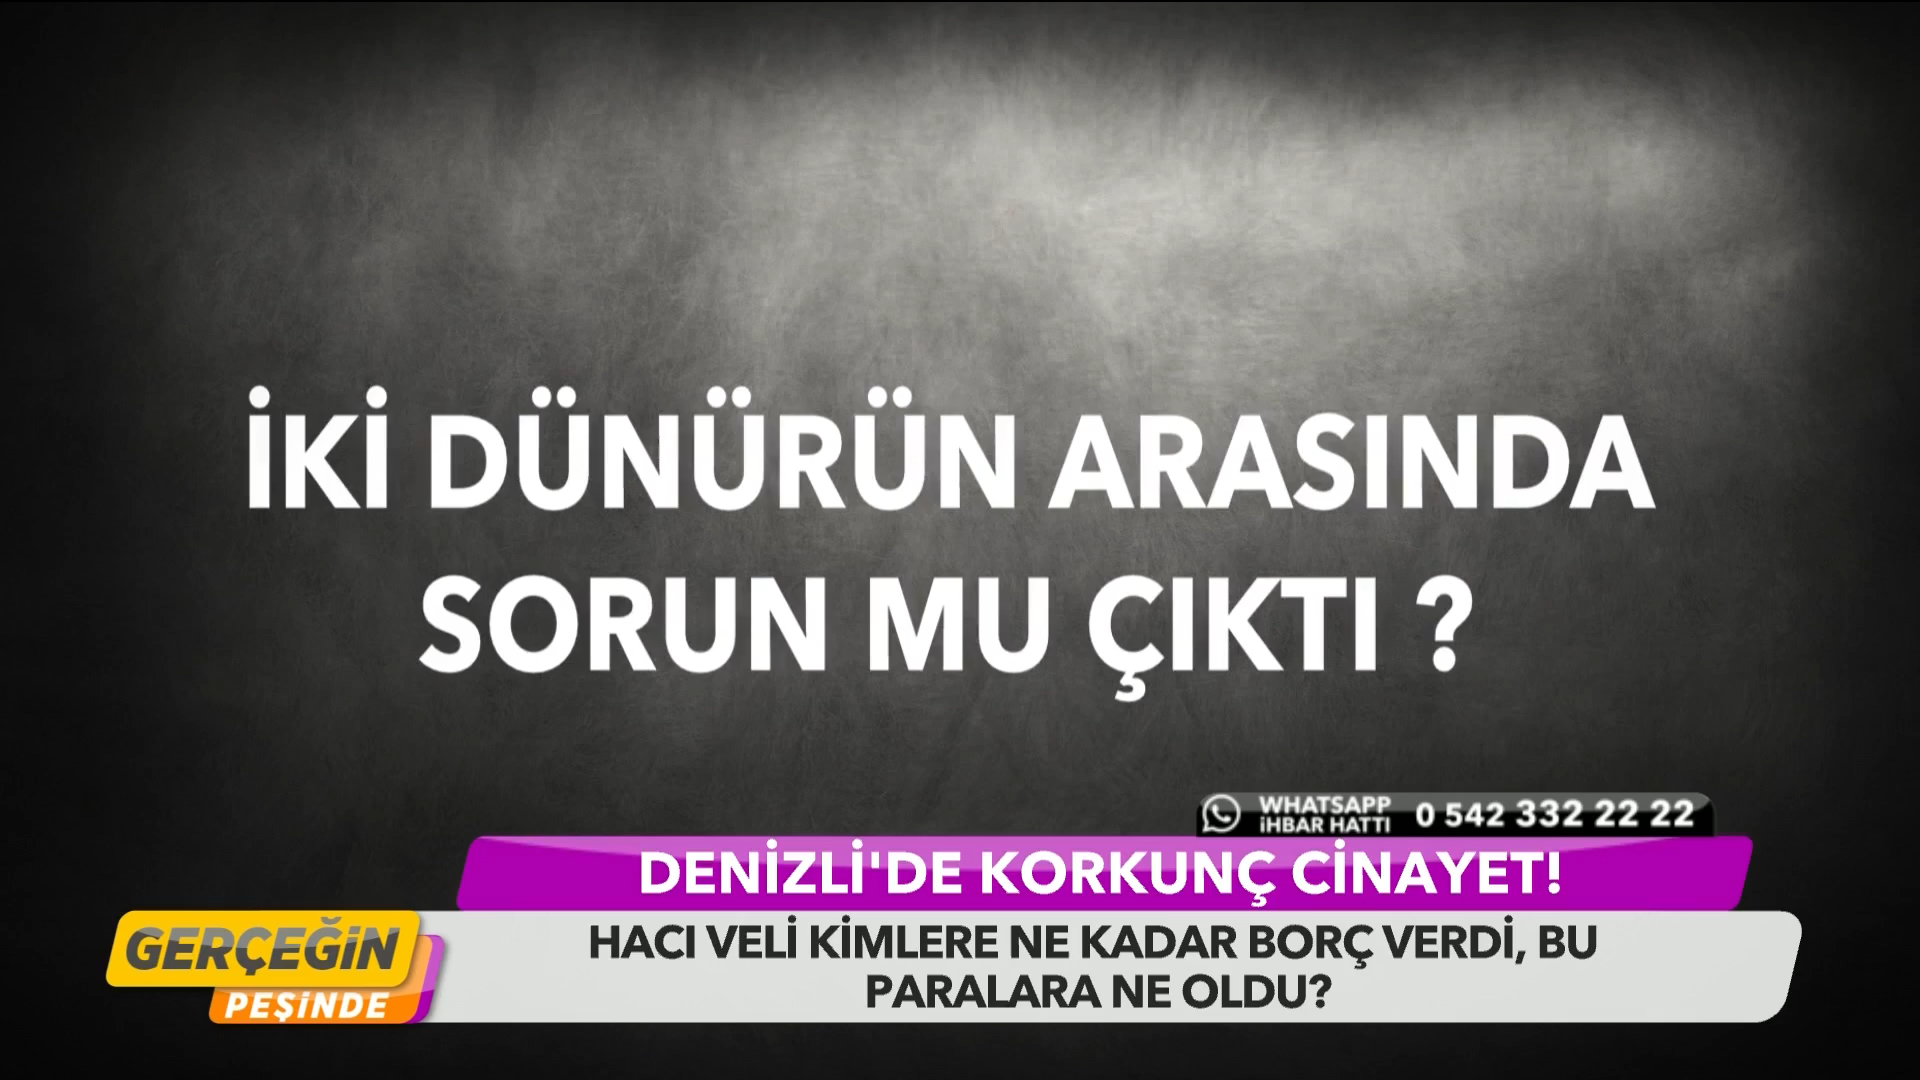 İKİ DÜNÜRÜN ARASINDA
SORUN MU ÇIKTI ?
WHATSAPP
İHBAR HATTI
0 542 332 22 22
DENİZLİ'DE KORKUNÇ CİNAYET!
HACI VELİ KİMLERE NE KADAR BORÇ VERDİ, BU
PARALARA NE OLDU?
GERÇEĞİN
PEŞİNDE